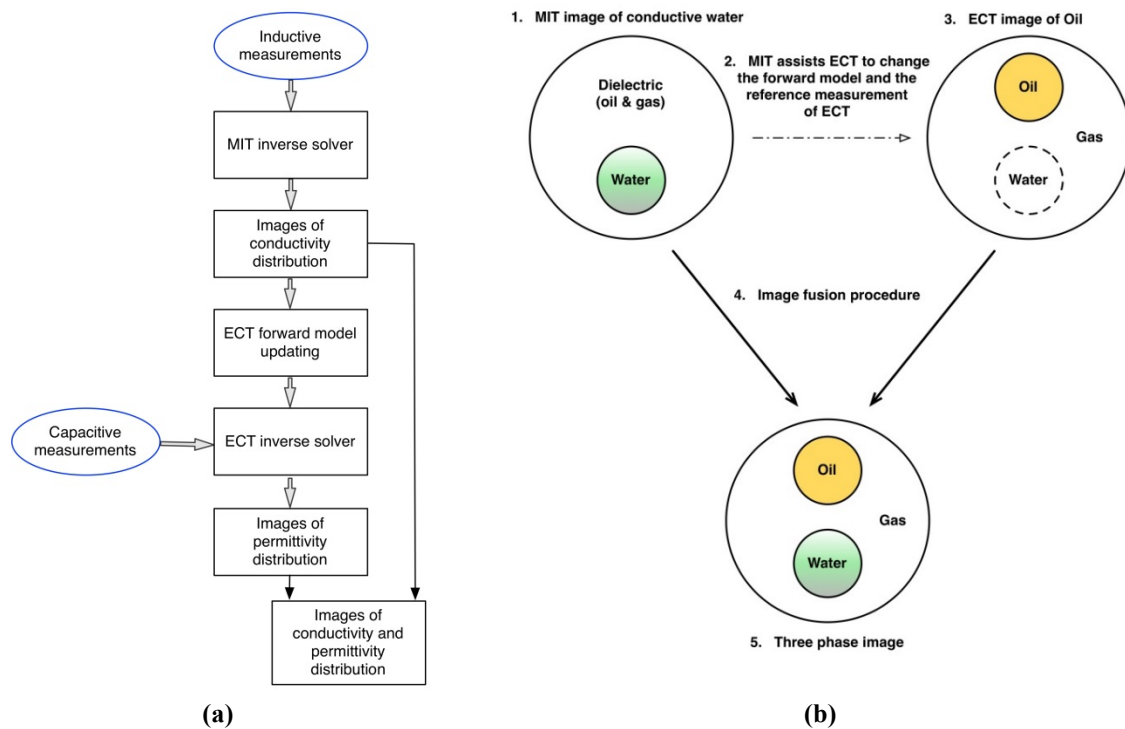 Inductive
measurements
MIT inverse solver
Images of
conductivity
distribution
ECT forward model
updating
Capacitive
measurements
ECT inverse solver
Images of
permittivity
distribution
Images of
conductivity and
permittivity
distribution
(a)
1. MIT image of conductive water
Dielectric
(oil & gas)
Water
2. MIT assists ECT to change
the forward model and the
reference measurement
of ECT
3. ECT image of Oil
Oil
Gas
Water
4. Image fusion procedure
Oil
Gas
Water
5. Three phase image
(b)